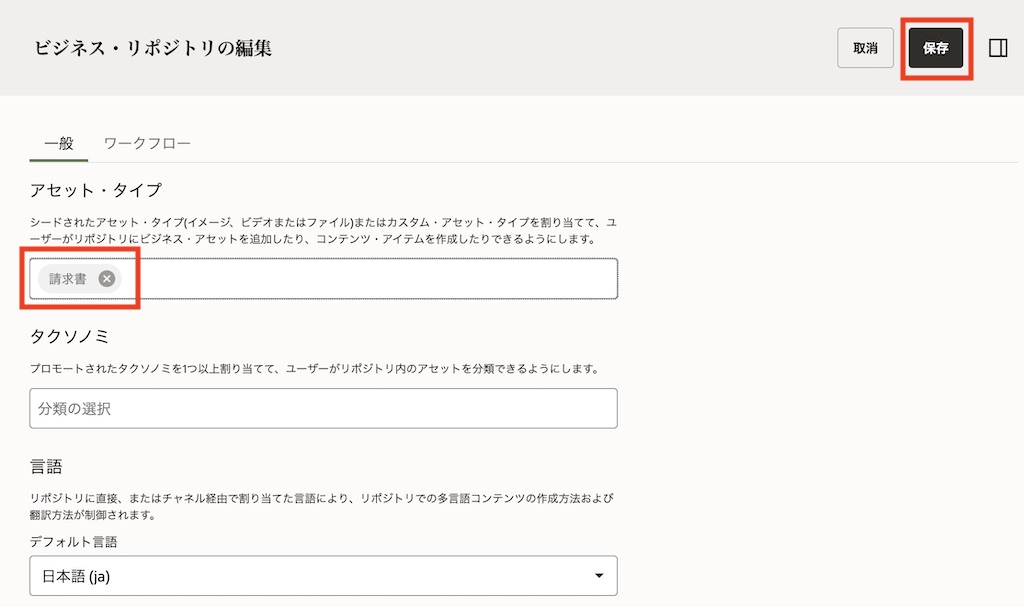 ビジネス・リポジトリの編集
取消
保存
一般
ワークフロー
アセット・タイプ
シードされたアセット・タイプ(イメージ、ビデオまたはファイル)またはカスタム・アセット・タイプを割り当てて、ユ
ーザーがリポジトリにビジネス・アセットを追加したり、コンテンツ・アイテムを作成したりできるようにします。
請求書
タクソノミ
プロモートされたタクソノミを1つ以上割り当てて、ユーザーがリポジトリ内のアセットを分類できるようにします。
分類の選択
言語
リポジトリに直接、またはチャネル経由で割り当てた言語により、リポジトリでの多言語コンテンツの作成方法および
翻訳方法が制御されます。
デフォルト言語
日本語 (ja)